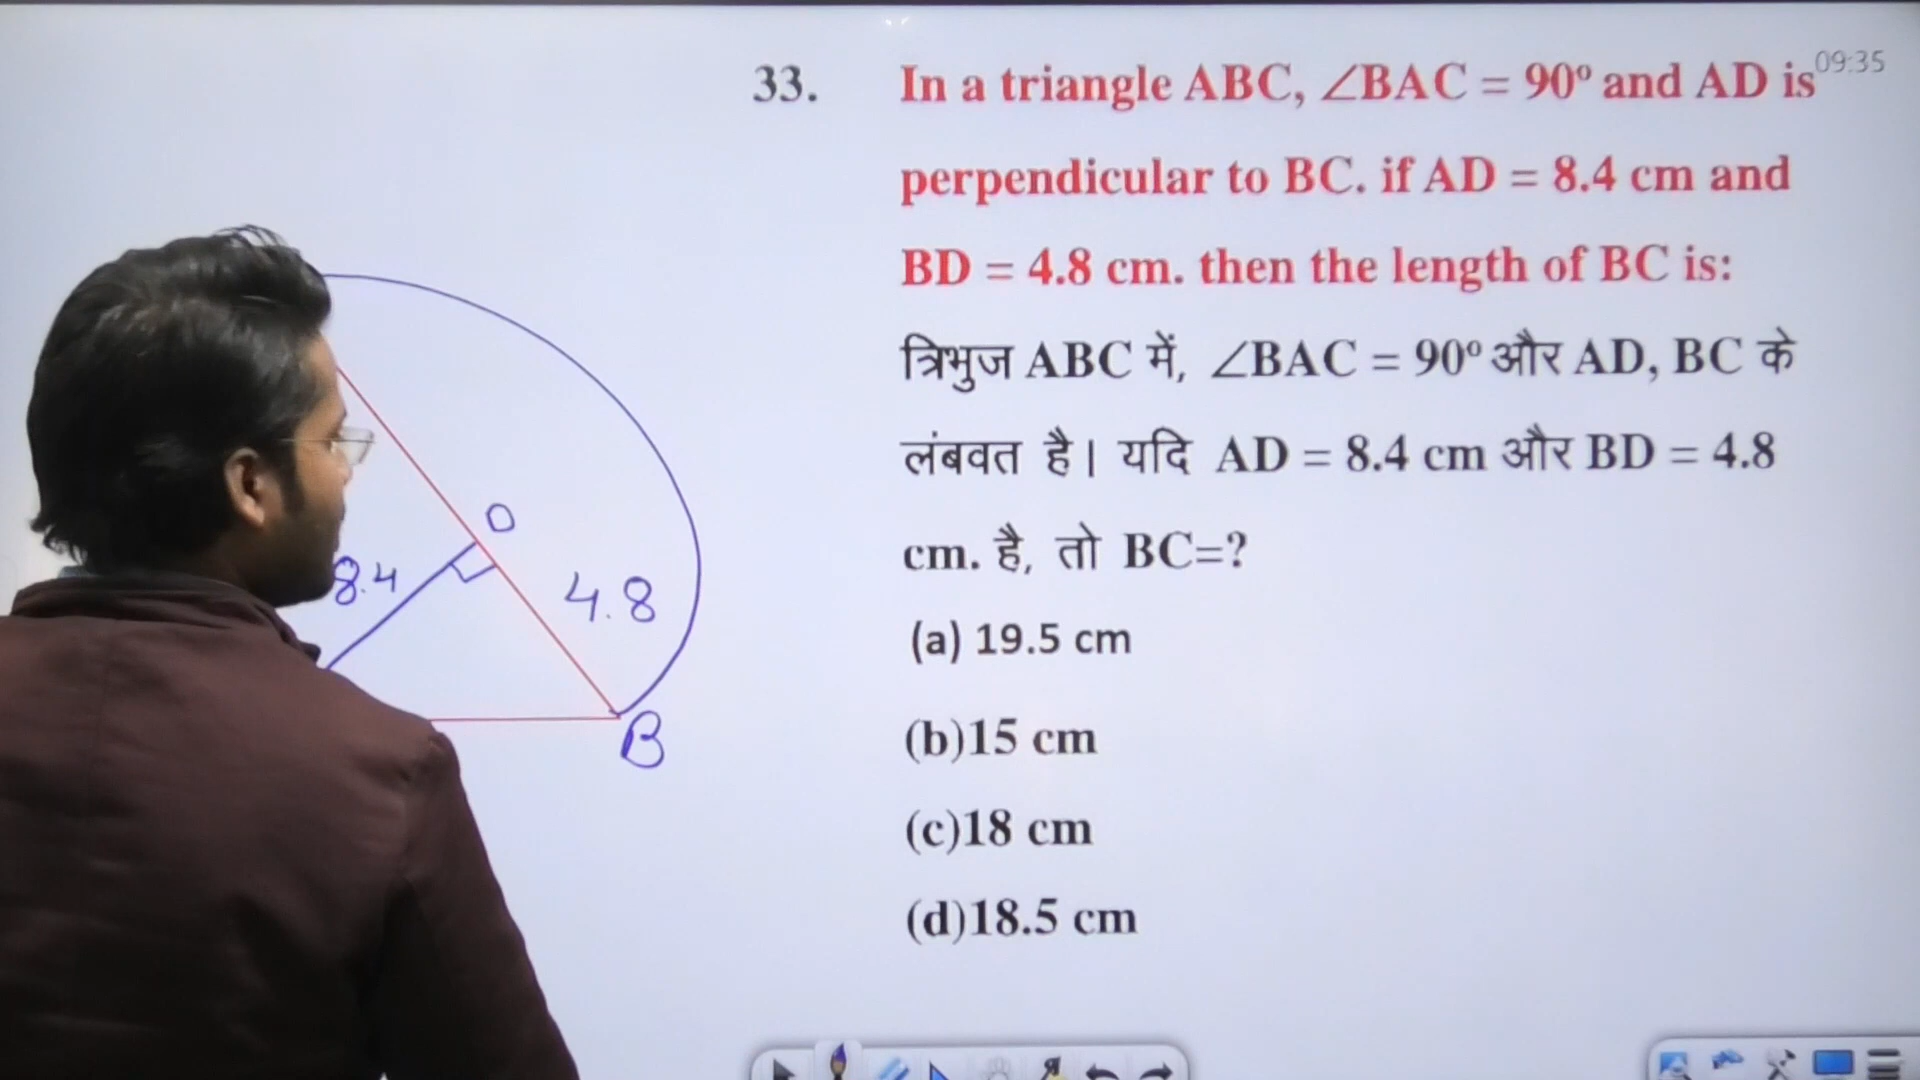 09:35
33. In a triangle ABC, ∠BAC = 90º and AD is
perpendicular to BC. if AD = 8.4 cm and
BD = 4.8 cm. then the length of BC is:
त्रिभुज ABC में, ∠BAC = 90º और AD, BC के
लंबवत है। यदि AD = 8.4 cm और BD = 4.8
cm. है, तो BC=?
(a) 19.5 cm
(b)15 cm
(c)18 cm
(d)18.5 cm
O
8.4
4.8
B